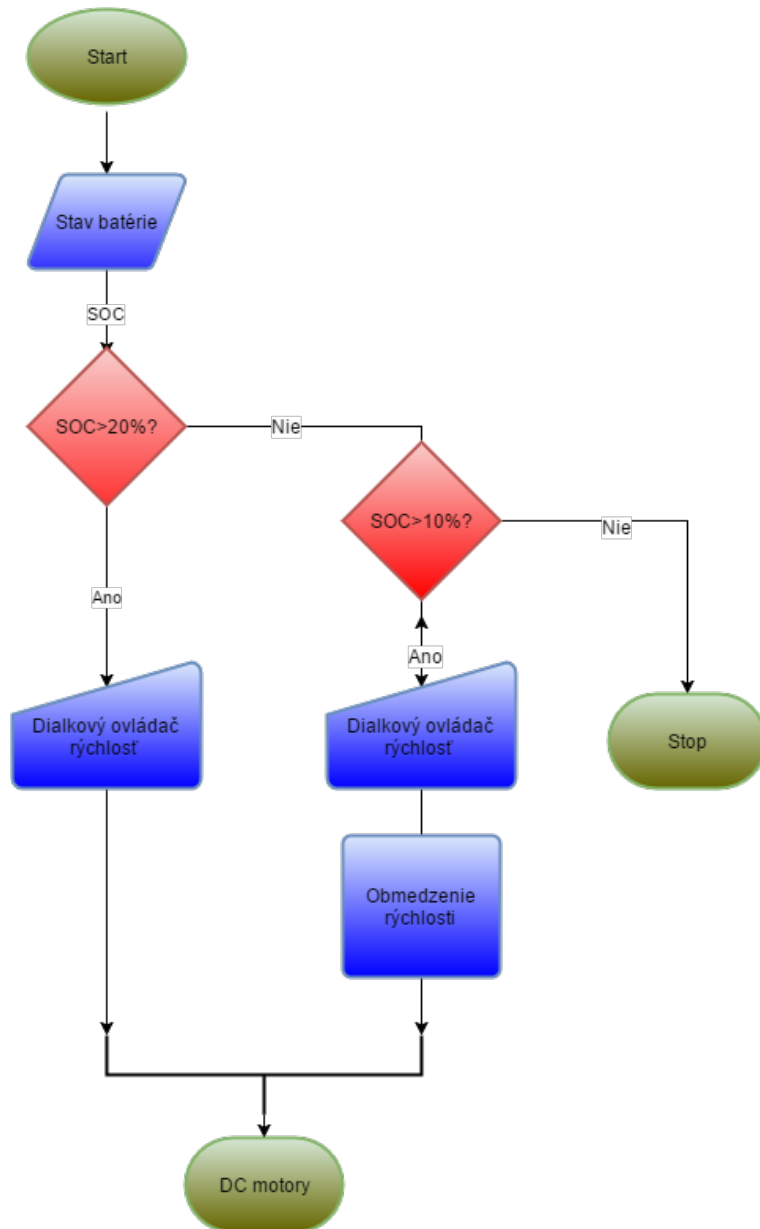 Start
Stav batérie
SOC
SOC>20%?
Nie
SOC>10%?
Nie
Ano
Ano
Dialkový ovládač
rýchlosť
Dialkový ovládač
rýchlosť
Stop
Obmedzenie
rýchlosti
DC motory